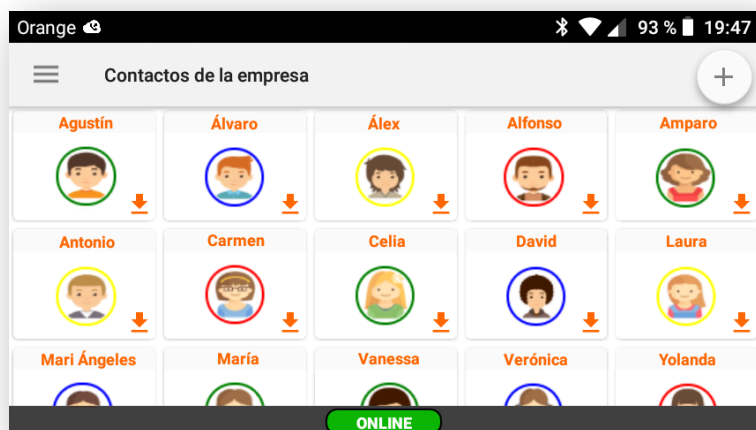 Orange 93 % 19:47
Contactos de la empresa
Agustín Álvaro Álex Alfonso Amparo
Antonio Carmen Celia David Laura
Mari Ángeles María Vanessa Verónica Yolanda
ONLINE